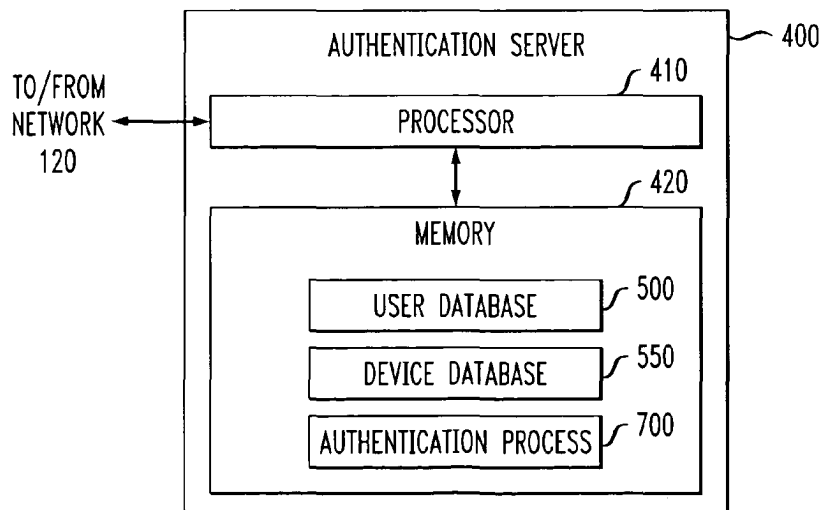 AUTHENTICATION SERVER
400
TO/FROM
NETWORK
120
410
PROCESSOR
420
MEMORY
USER DATABASE
500
DEVICE DATABASE
550
AUTHENTICATION PROCESS
700